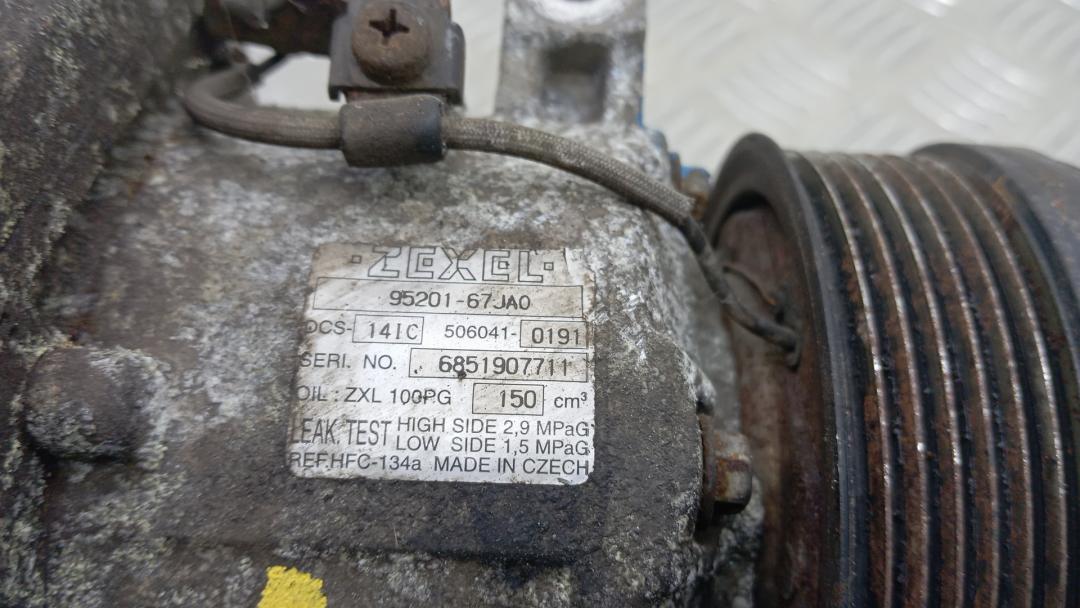 ·ZEXEL·
95201-67JA0
DCS-14IC 506041-0191
SERI. NO. 6851907711
OIL: ZXL 100PG 150 cm³
LEAK. TEST HIGH SIDE 2,9 MPaG
LOW SIDE 1,5 MPaG
REF.HFC-134a MADE IN CZECH